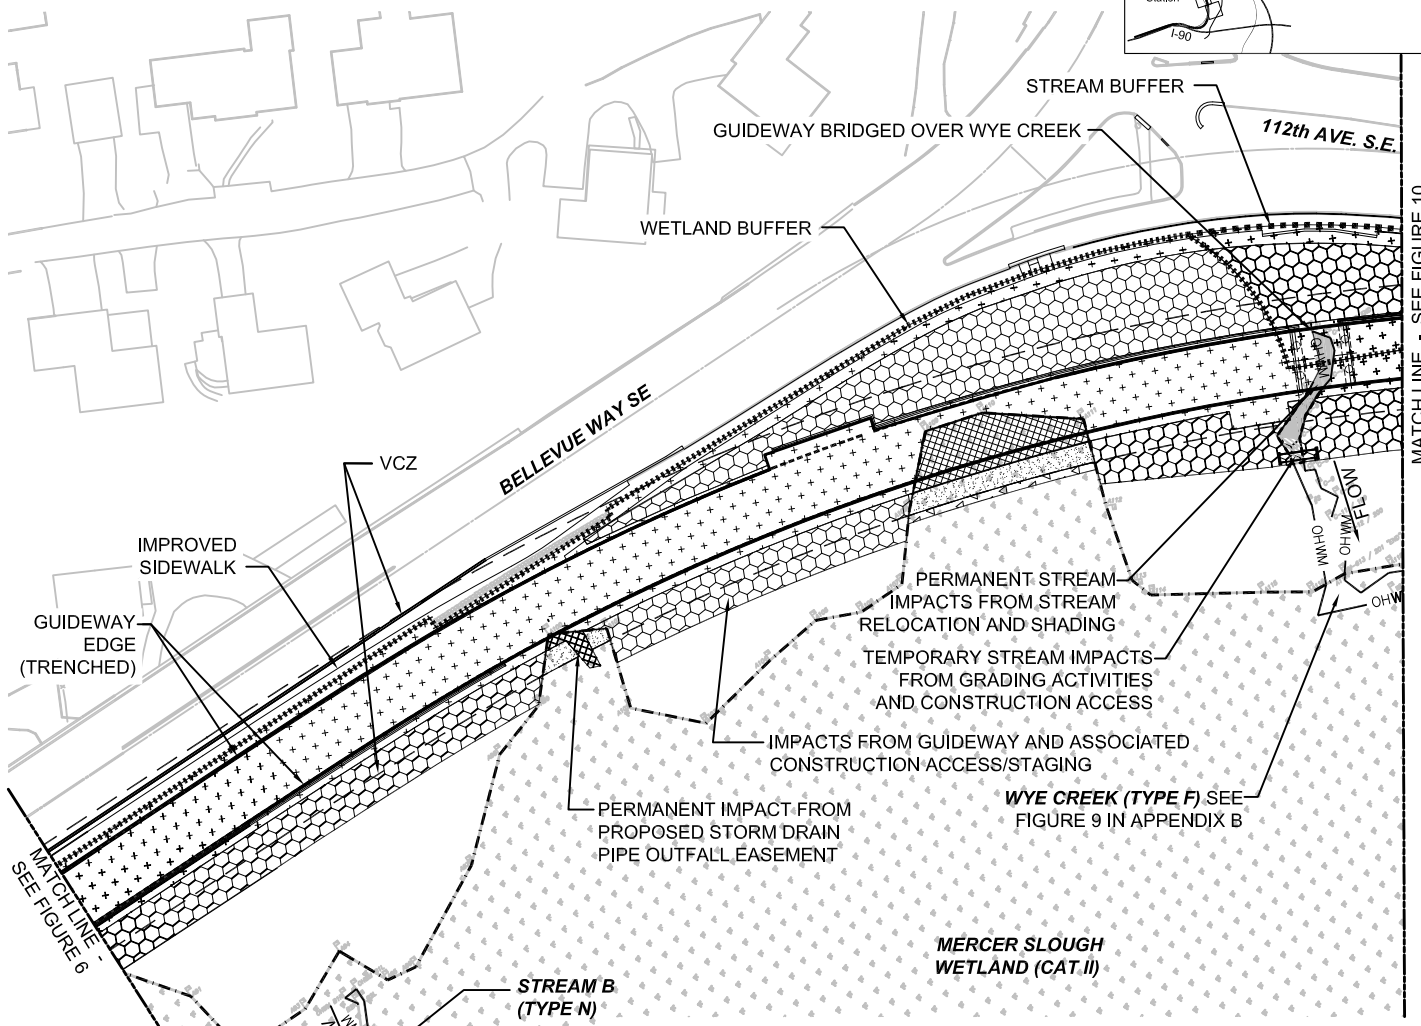 I-90
STREAM BUFFER
112th AVE. S.E.
GUIDEWAY BRIDGED OVER WYE CREEK
WETLAND BUFFER
MATCH LINE - SEE FIGURE 10
BELLEVUE WAY SE
VCZ
IMPROVED
SIDEWALK
GUIDEWAY
EDGE
(TRENCHED)
OHWM
FLOW
OHWM
OHWM
PERMANENT STREAM
IMPACTS FROM STREAM
RELOCATION AND SHADING
TEMPORARY STREAM IMPACTS
FROM GRADING ACTIVITIES
AND CONSTRUCTION ACCESS
IMPACTS FROM GUIDEWAY AND ASSOCIATED
CONSTRUCTION ACCESS/STAGING
WYE CREEK (TYPE F) SEE
FIGURE 9 IN APPENDIX B
PERMANENT IMPACT FROM
PROPOSED STORM DRAIN
PIPE OUTFALL EASEMENT
MATCH LINE -
SEE FIGURE 6
MERCER SLOUGH
WETLAND (CAT II)
STREAM B
(TYPE N)